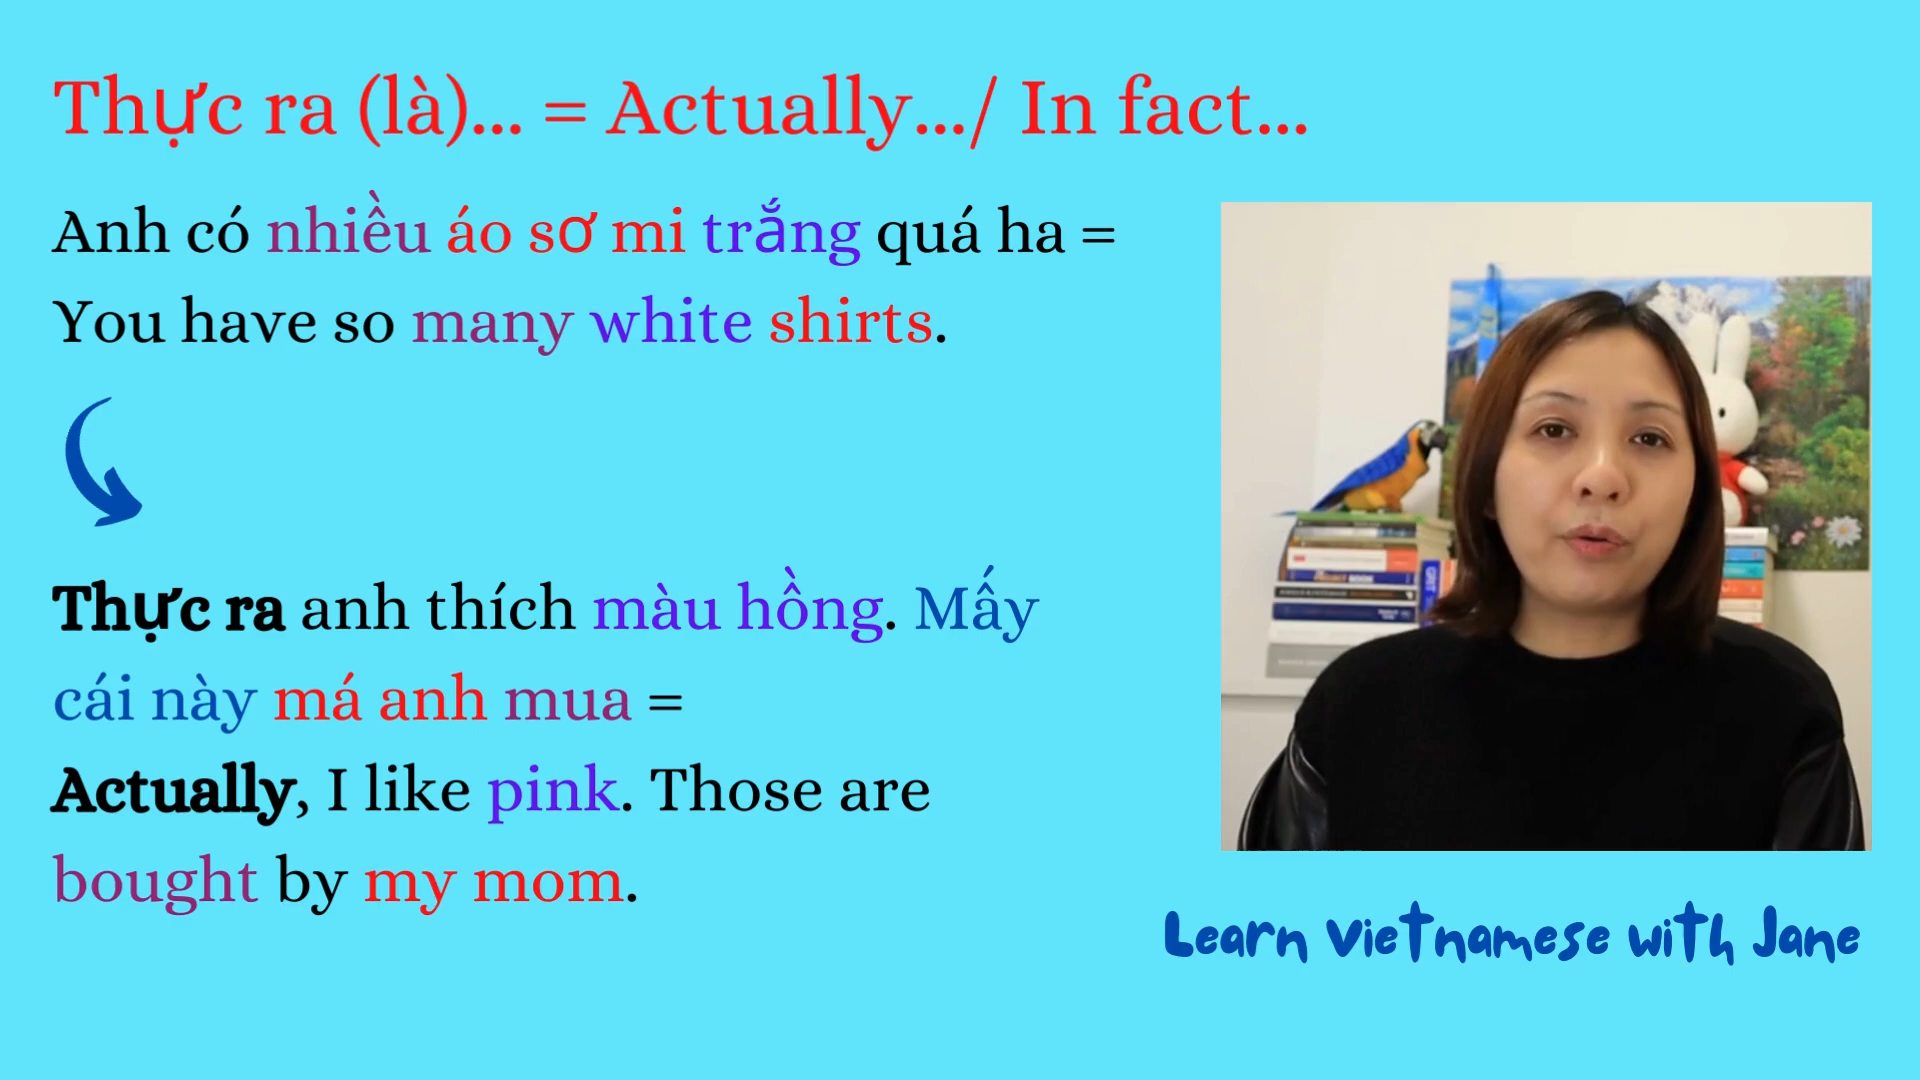 Thực ra (là)... = Actually.../ In fact...
Anh có nhiều áo sơ mi trắng quá ha =
You have so many white shirts.
Thực ra anh thích màu hồng. Mấy
cái này má anh mua =
Actually, I like pink. Those are
bought by my mom.
Learn Vietnamese with Jane